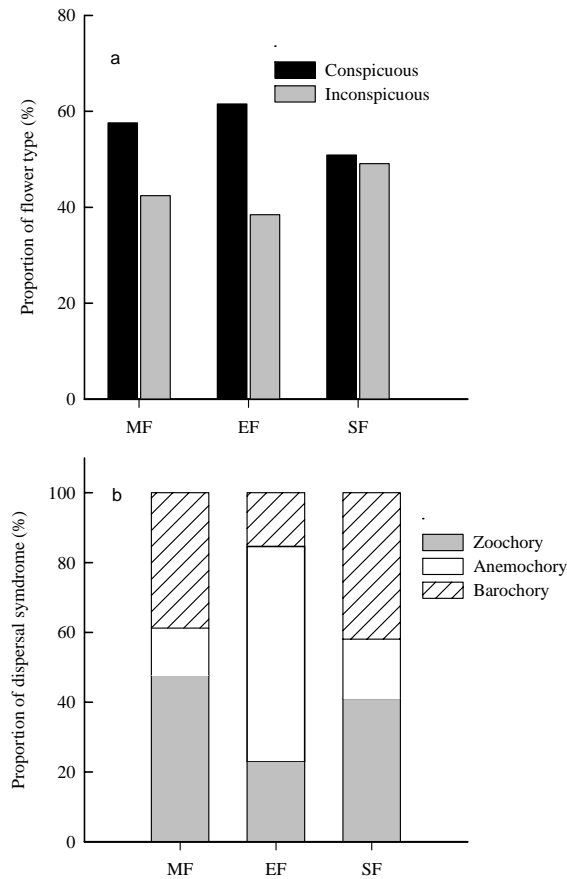 80
a
Conspicuous
Inconspicuous
60
40
20
0
Proportion of flower type (%)
MF EF SF
100
b
Zoochory
Anemochory
Barochory
80
60
40
20
0
Proportion of dispersal symdrome (%)
MF EF SF